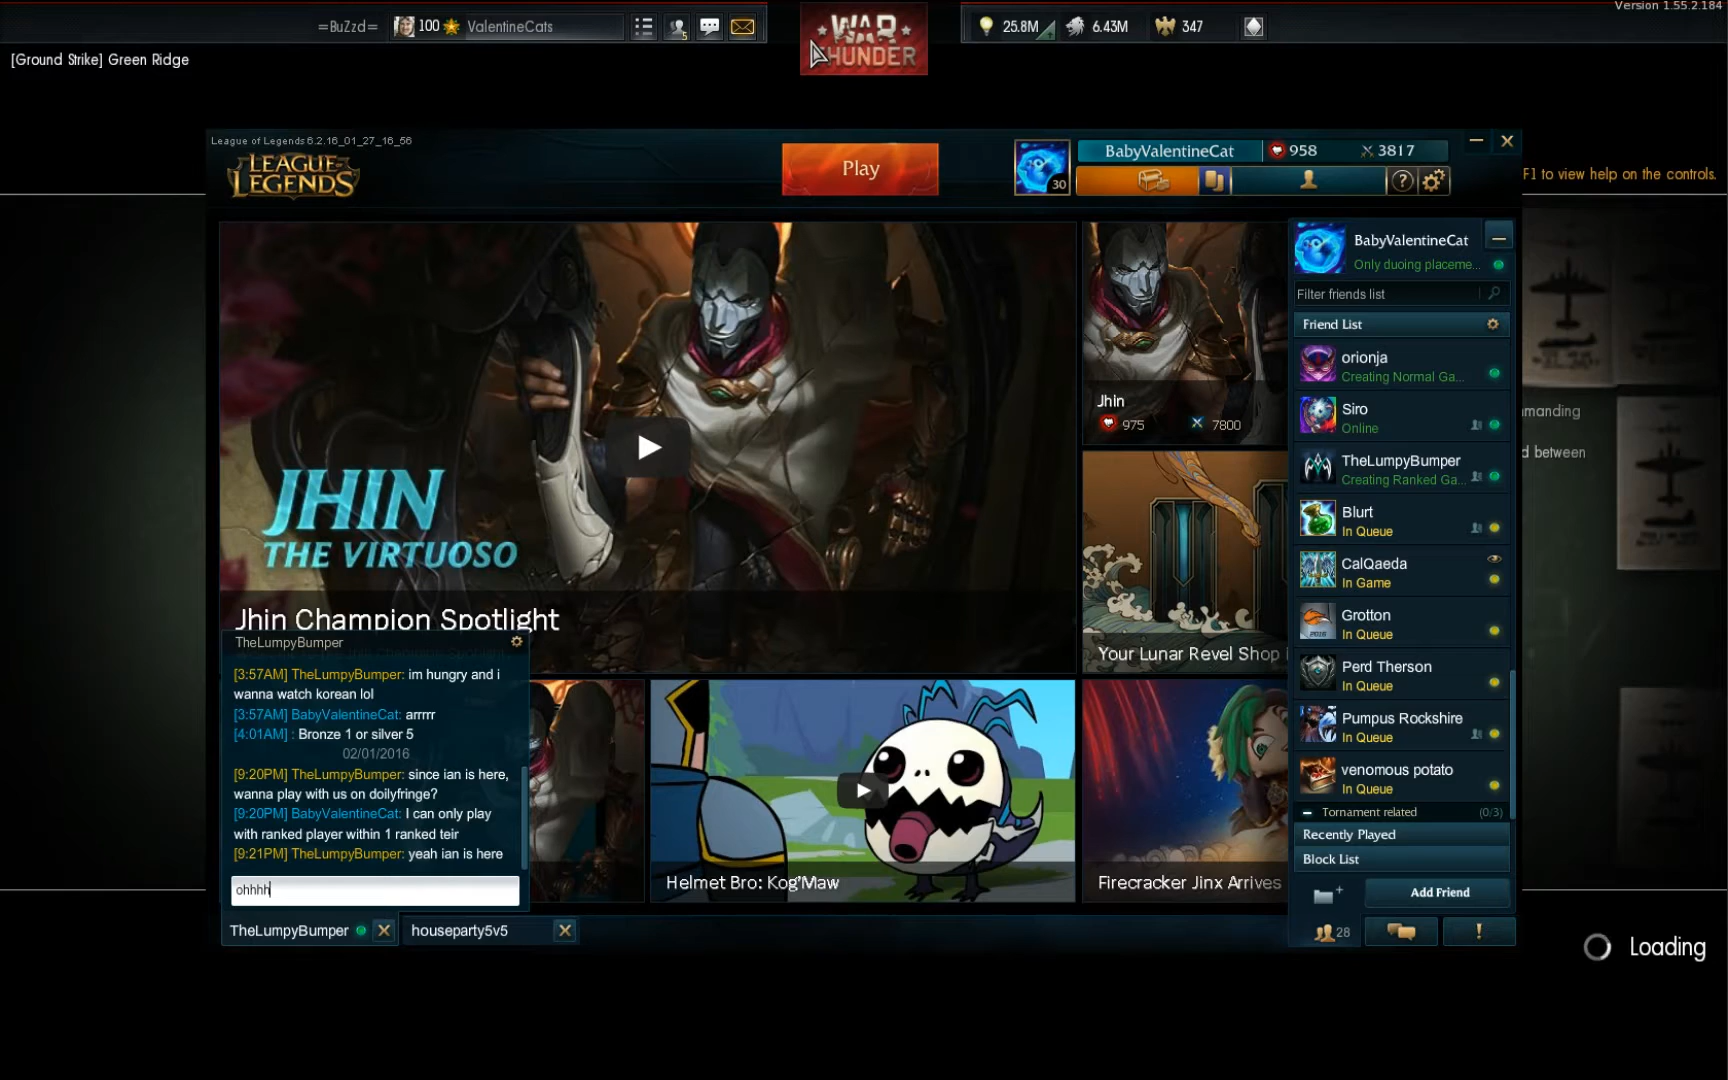 Version 1.55.2.184
=BuZzd= 100 ValentineCats 5
WAR THUNDER
25.8M 6.43M 347
[Ground Strike] Green Ridge
League of Legends 6.2.16_01_27_16_56
LEAGUE of LEGENDS
Play
30
BabyValentineCat 958 3817
?
F1 to view help on the controls.
JHIN
THE VIRTUOSO
Jhin Champion Spotlight
Jhin
975 7800
Your Lunar Revel Shop i
Helmet Bro: Kog'Maw
Firecracker Jinx Arrives
BabyValentineCat
Only duoing placeme...
Filter friends list
Friend List
orionja
Creating Normal Ga...
Siro
Online
TheLumpyBumper
Creating Ranked Ga...
Blurt
In Queue
CalQaeda
In Game
Grotton
In Queue
Perd Therson
In Queue
Pumpus Rockshire
In Queue
venomous potato
In Queue
Tornament related (0/3)
Recently Played
Block List
Add Friend
28
!
mmanding
d between
TheLumpyBumper
[3:57AM] TheLumpyBumper: im hungry and i
wanna watch korean lol
[3:57AM] BabyValentineCat: arrrrr
[4:01AM] : Bronze 1 or silver 5
02/01/2016
[9:20PM] TheLumpyBumper: since ian is here,
wanna play with us on doilyfringe?
[9:20PM] BabyValentineCat: I can only play
with ranked player within 1 ranked teir
[9:21PM] TheLumpyBumper: yeah ian is here
ohhhh
TheLumpyBumper
houseparty5v5
Loading